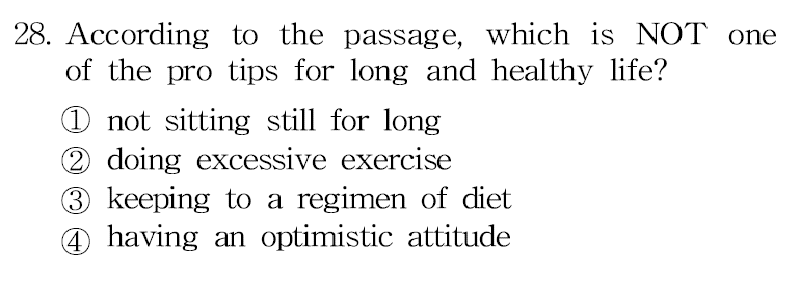 28. According to the passage, which is NOT one
of the pro tips for long and healthy life?
① not sitting still for long
② doing excessive exercise
③ keeping to a regimen of diet
④ having an optimistic attitude